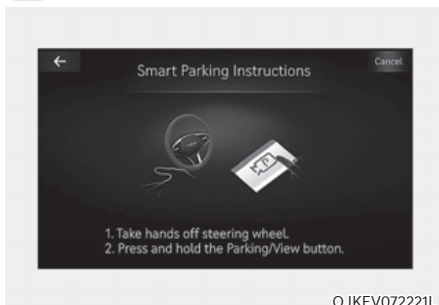 Smart Parking Instructions
Cancel
1. Take hands off steering wheel.
2. Press and hold the Parking/View button.
OJKEV072221L